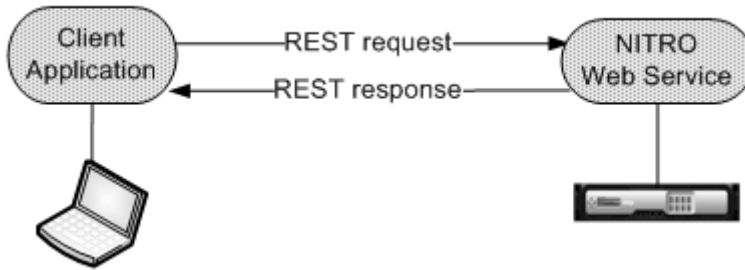 Client
Application
REST request
REST response
NITRO
Web Service